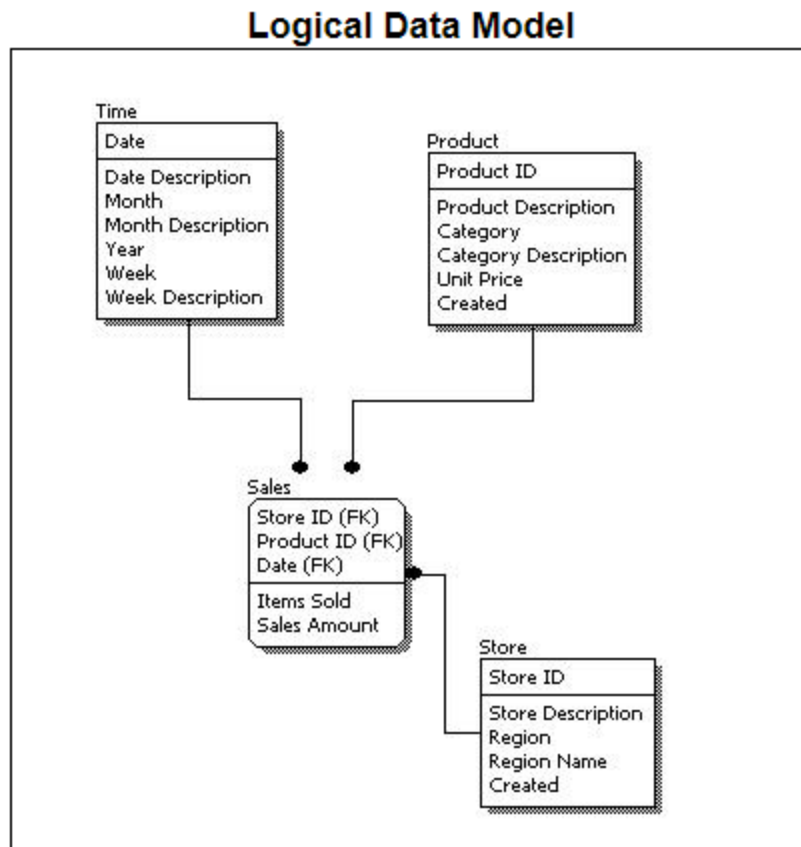 Logical Data Model
Time
Date
Date Description
Month
Month Description
Year
Week
Week Description
Product
Product ID
Product Description
Category
Category Description
Unit Price
Created
Sales
Store ID (FK)
Product ID (FK)
Date (FK)
Items Sold
Sales Amount
Store
Store ID
Store Description
Region
Region Name
Created